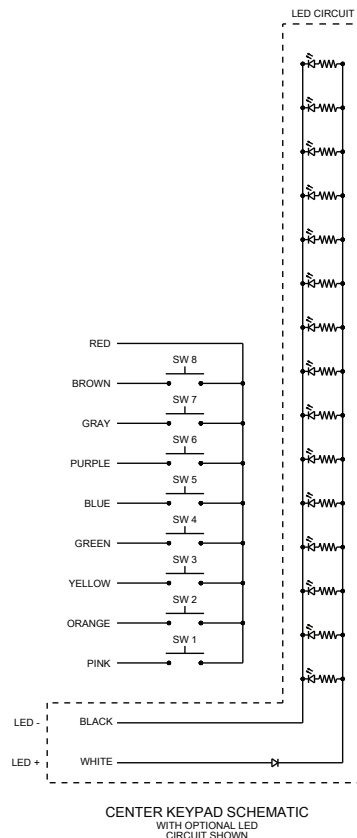 LED CIRCUIT
RED
SW 8
BROWN
SW 7
GRAY
SW 6
PURPLE
SW 5
BLUE
SW 4
GREEN
SW 3
YELLOW
SW 2
ORANGE
SW 1
PINK
LED - BLACK
LED + WHITE
CENTER KEYPAD SCHEMATIC
WITH OPTIONAL LED
CIRCUIT SHOWN